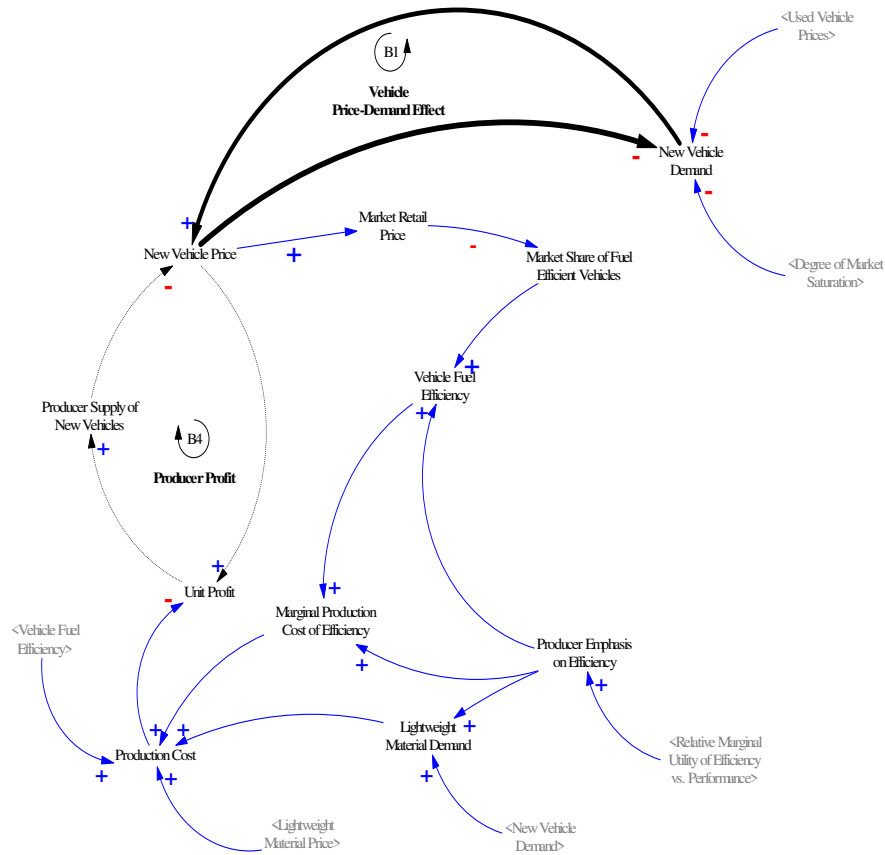 <Used Vehicle
Prices>
B1
Vehicle
Price-Demand Effect
-
-
New Vehicle
Demand
-
+
Market Retail
Price
New Vehicle Price
+
-
Market Share of Fuel
Efficient Vehicles
<Degree of Market
Saturation>
-
+
Vehicle Fuel
Efficiency
+
Producer Supply of
New Vehicles
+
B4
Producer Profit
+
Unit Profit
-
+
Marginal Production
Cost of Efficiency
+
<Vehicle Fuel
Efficiency>
Producer Emphasis
on Efficiency
+
+
+
Lightweight
Material Demand
+
Production Cost
+
+
+
<Relative Marginal
Utility of Efficiency
vs. Performance>
<Lightweight
Material Price>
<New Vehicle
Demand>